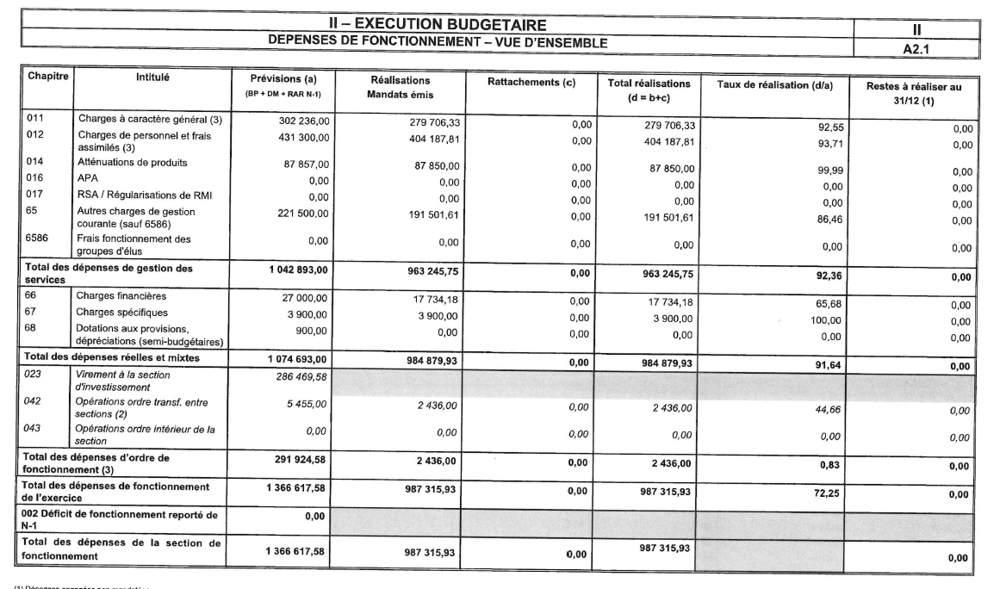 II – EXECUTION BUDGETAIRE II
DEPENSES DE FONCTIONNEMENT – VUE D'ENSEMBLE A2.1
Chapitre Intitulé Prévisions (a) Réalisations Rattachements (c) Total réalisations Taux de réalisation (d/a) Restes à réaliser au
(BP + DM + RAR N-1) Mandats émis (d = b+c) 31/12 (1)
011 Charges à caractère général (3) 302 236,00 279 706,33 0,00 279 706,33 92,55 0,00
012 Charges de personnel et frais 431 300,00 404 187,81 0,00 404 187,81 93,71 0,00
assimilés (3)
014 Atténuations de produits 87 857,00 87 850,00 0,00 87 850,00 99,99 0,00
016 APA 0,00 0,00 0,00 0,00 0,00 0,00
017 RSA / Régularisations de RMI 0,00 0,00 0,00 0,00 0,00 0,00
65 Autres charges de gestion 221 500,00 191 501,61 0,00 191 501,61 86,46 0,00
courante (sauf 6586)
6586 Frais fonctionnement des 0,00 0,00 0,00 0,00 0,00 0,00
groupes d'élus
Total des dépenses de gestion des 1 042 893,00 963 245,75 0,00 963 245,75 92,36 0,00
services
66 Charges financières 27 000,00 17 734,18 0,00 17 734,18 65,68 0,00
67 Charges spécifiques 3 900,00 3 900,00 0,00 3 900,00 100,00 0,00
68 Dotations aux provisions, 900,00 0,00 0,00 0,00 0,00 0,00
dépréciations (semi-budgétaires)
Total des dépenses réelles et mixtes 1 074 693,00 984 879,93 0,00 984 879,93 91,64 0,00
023 Virement à la section 286 469,58
d'investissement
042 Opérations ordre transf. entre 5 455,00 2 436,00 0,00 2 436,00 44,66 0,00
sections (2)
043 Opérations ordre intérieur de la 0,00 0,00 0,00 0,00 0,00 0,00
section
Total des dépenses d'ordre de 291 924,58 2 436,00 0,00 2 436,00 0,83 0,00
fonctionnement (3)
Total des dépenses de fonctionnement 1 366 617,58 987 315,93 0,00 987 315,93 72,25 0,00
de l'exercice
002 Déficit de fonctionnement reporté de 0,00
N-1
Total des dépenses de la section de 1 366 617,58 987 315,93 0,00 987 315,93 0,00
fonctionnement